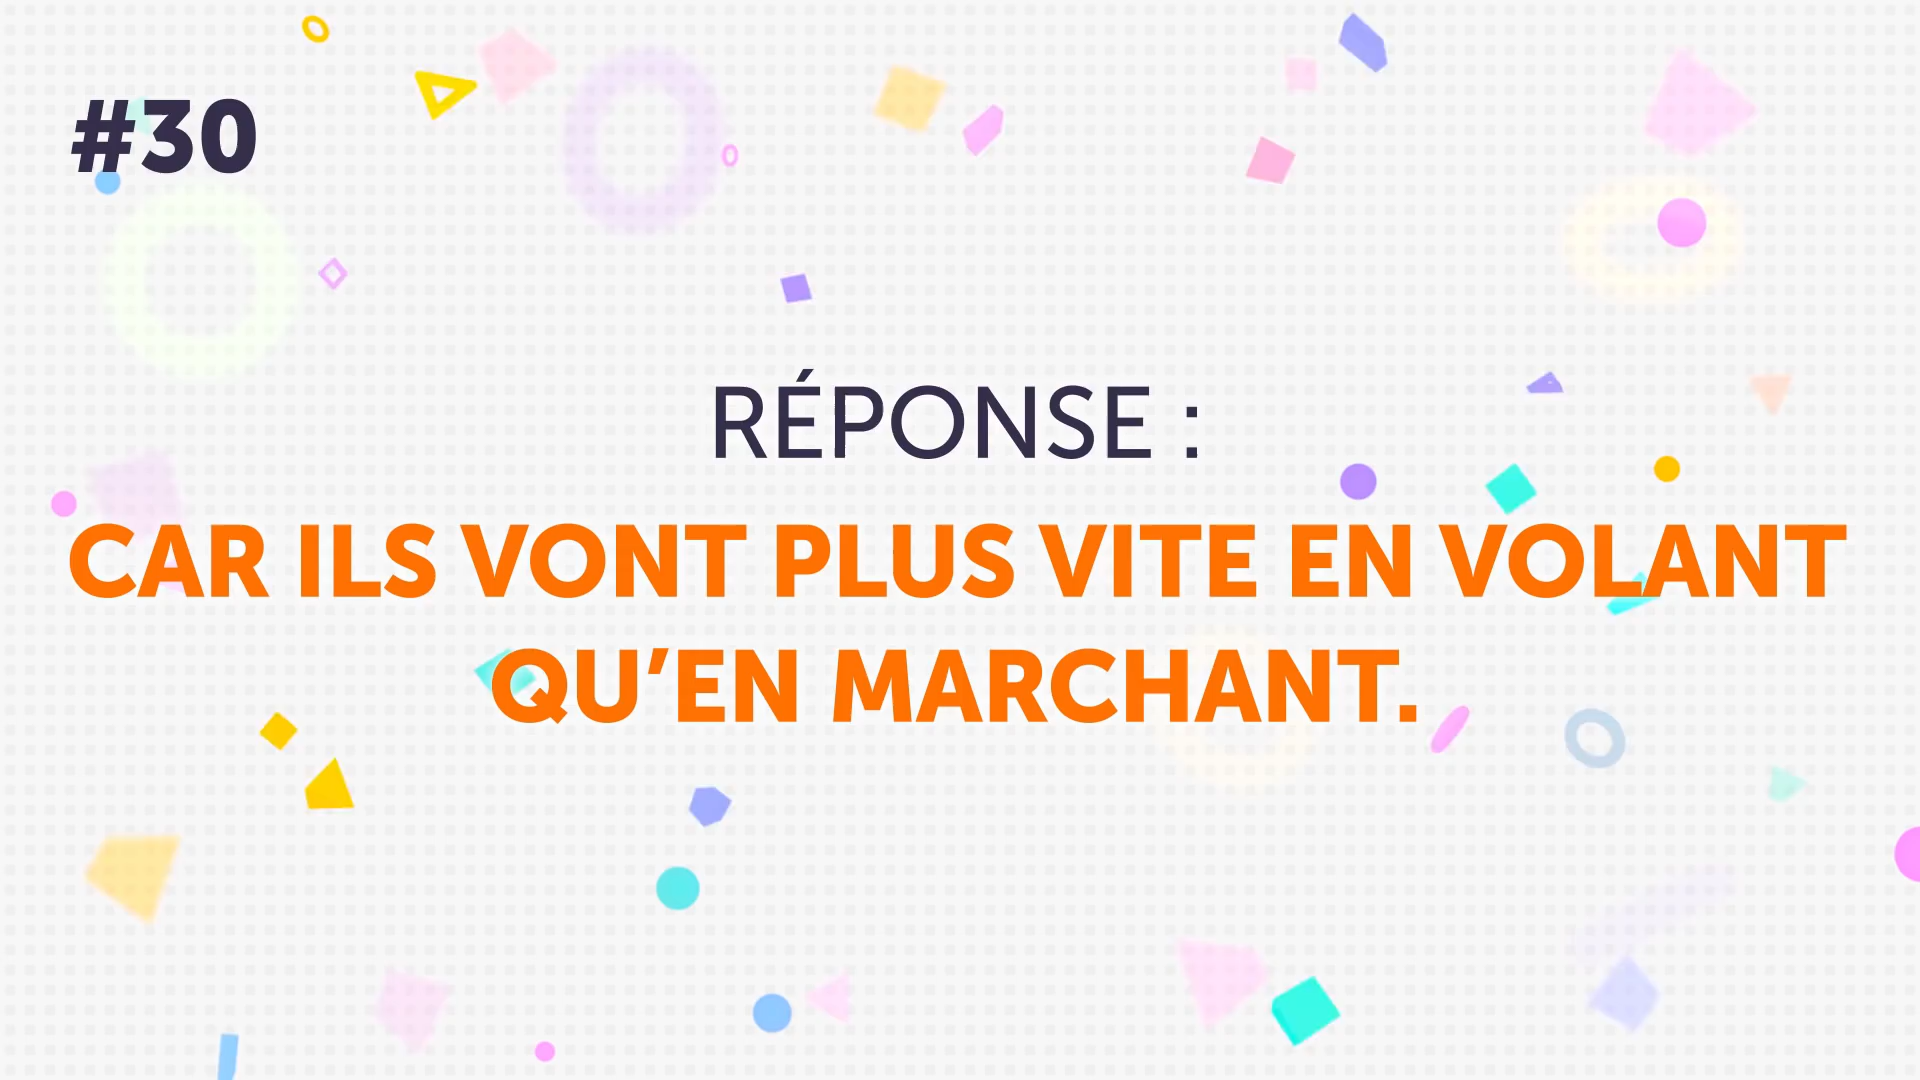 #30
RÉPONSE :
CAR ILS VONT PLUS VITE EN VOLANT
QU’EN MARCHANT.